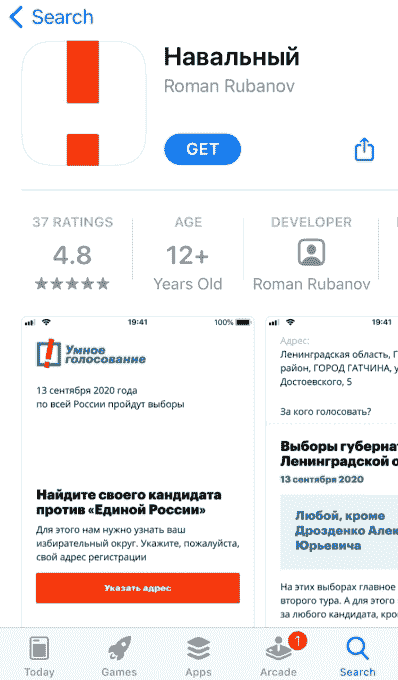 Search
Навальный
Roman Rubanov
GET
37 RATINGS
4.8
AGE
12+
Years Old
DEVELOPER
Roman Rubanov
19:41
100%
Умное
голосование
13 сентября 2020 года
по всей России пройдут выборы
Найдите своего кандидата
против «Единой России»
Для этого нам нужно узнать ваш
избирательный округ. Укажите, пожалуйста,
свой адрес регистрации
Указать адрес
19:41
Адрес:
Ленинградская область, Г
район, ГОРОД ГАТЧИНА, у
Достоевского, 5
За кого голосовать?
Выборы губерна
Ленинградской о
13 сентября 2020
Любой, кроме
Дрозденко Алек
Юрьевича
На этих выборах главное
второго тура. А для этого
за любого кандидата, кро
Today
Games
Apps
Arcade
1
Search